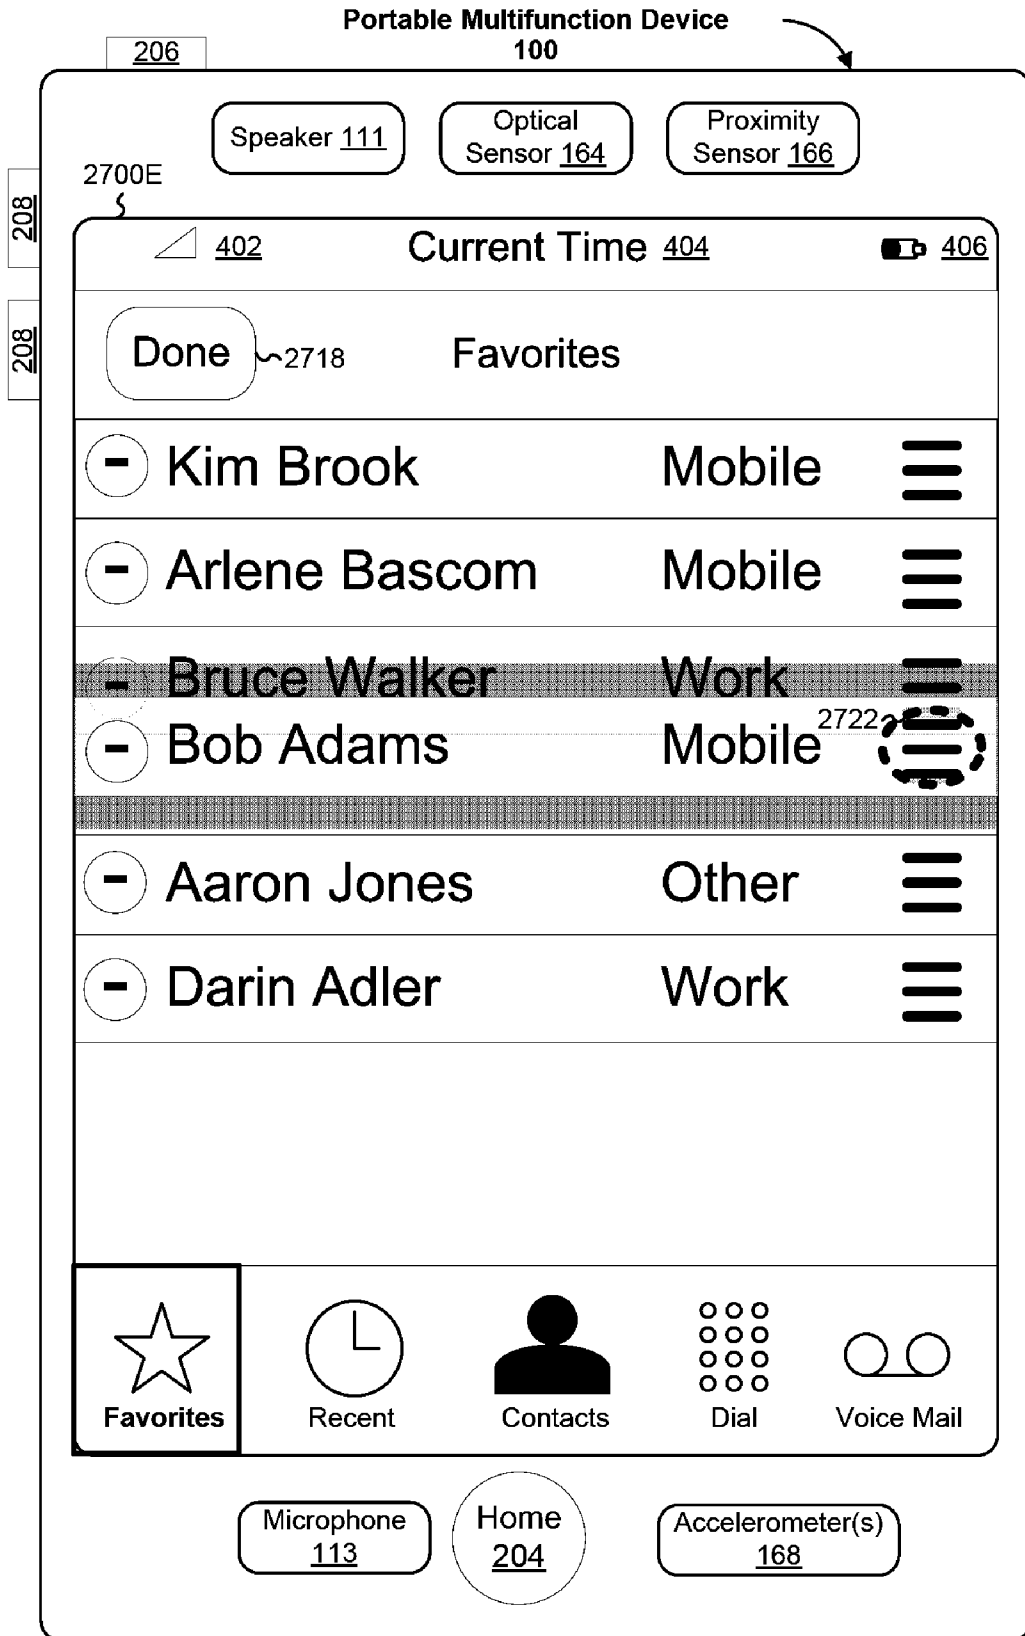 Portable Multifunction Device
100
206
Speaker 111
Optical
Sensor 164
Proximity
Sensor 166
2700E
208
208
402
Current Time 404
406
Done
2718
Favorites
Kim Brook Mobile
Arlene Bascom Mobile
Bruce Walker Work
2722
Bob Adams Mobile
Aaron Jones Other
Darin Adler Work
Favorites
Recent
Contacts
Dial
Voice Mail
Microphone
113
Home
204
Accelerometer(s)
168